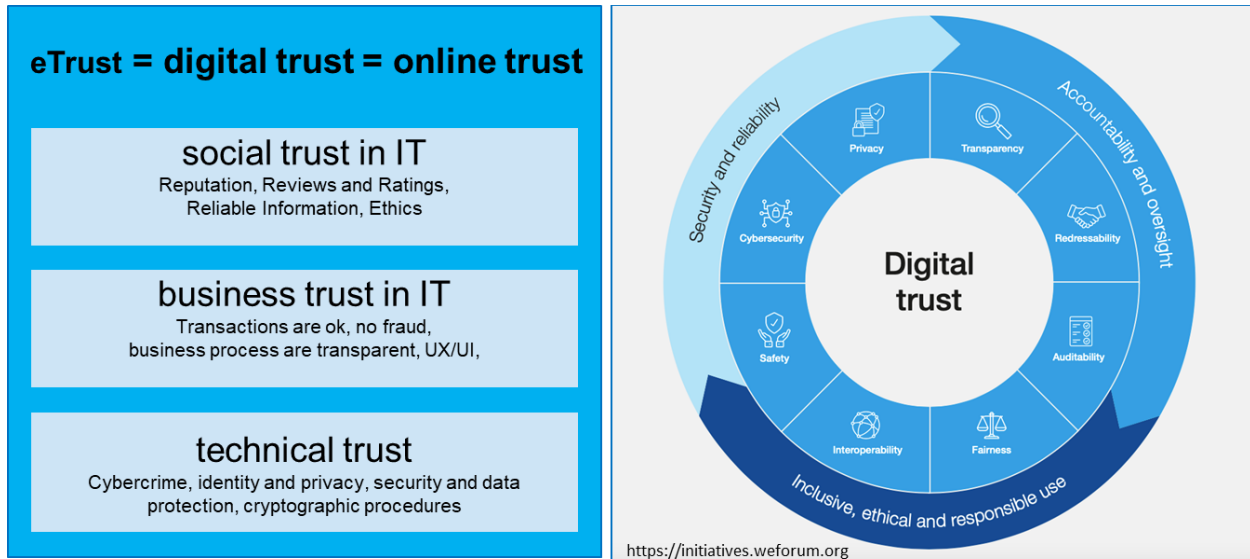 eTrust = digital trust = online trust
social trust in IT
Reputation, Reviews and Ratings,
Reliable Information, Ethics
business trust in IT
Transactions are ok, no fraud,
business process are transparent, UX/UI,
technical trust
Cybercrime, identity and privacy, security and data
protection, cryptographic procedures
Security and reliability
Accountability and oversight
Inclusive, ethical and responsible use
Privacy
Transparency
Cybersecurity
Redressability
Digital
trust
Safety
Auditability
Interoperability
Fairness
https://initiatives.weforum.org